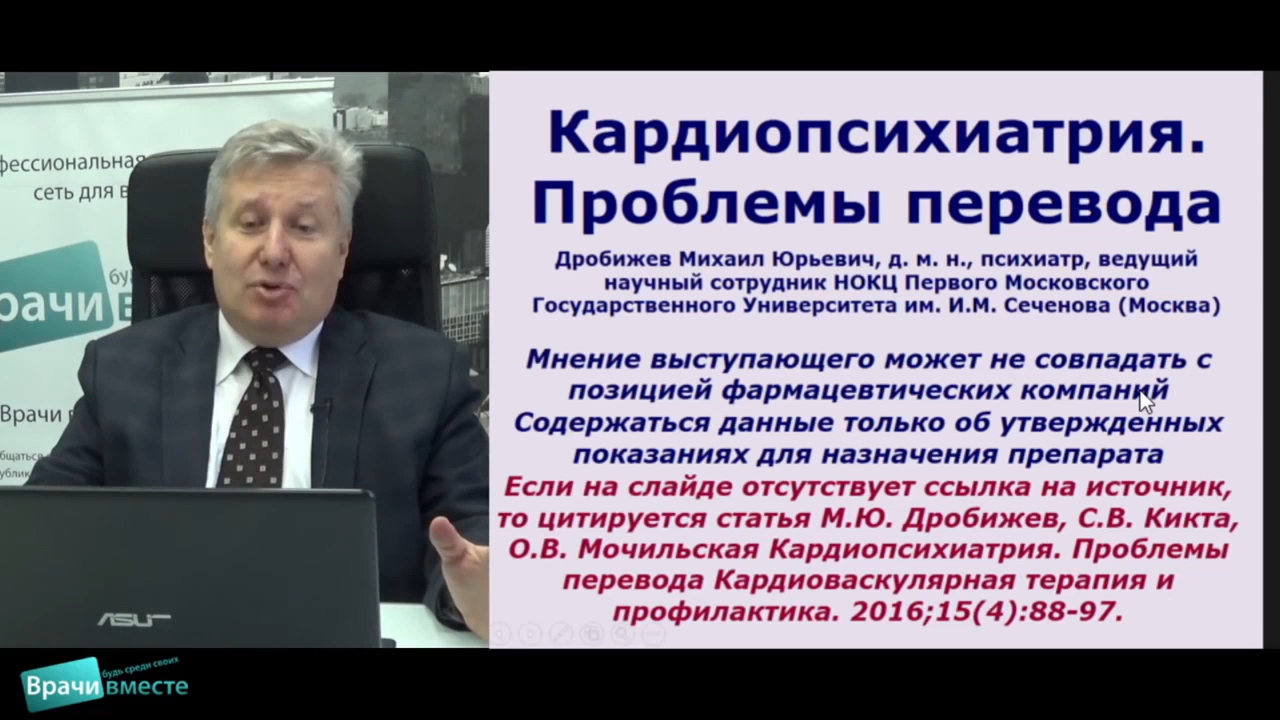 Кардиопсихиатрия.
Проблемы перевода
Дробижев Михаил Юрьевич, д. м. н., психиатр, ведущий
научный сотрудник НОКЦ Первого Московского
Государственного Университета им. И.М. Сеченова (Москва)
Мнение выступающего может не совпадать с
позицией фармацевтических компаний
Содержаться данные только об утвержденных
показаниях для назначения препарата
Если на слайде отсутствует ссылка на источник,
то цитируется статья М.Ю. Дробижев, С.В. Кикта,
О.В. Мочильская Кардиопсихиатрия. Проблемы
перевода Кардиоваскулярная терапия и
профилактика. 2016;15(4):88-97.
фессиональная
сеть для в
буд
рачи в
Врачи в
бщаться
ублик
ASUS
будь среди своих
Врачи вместе